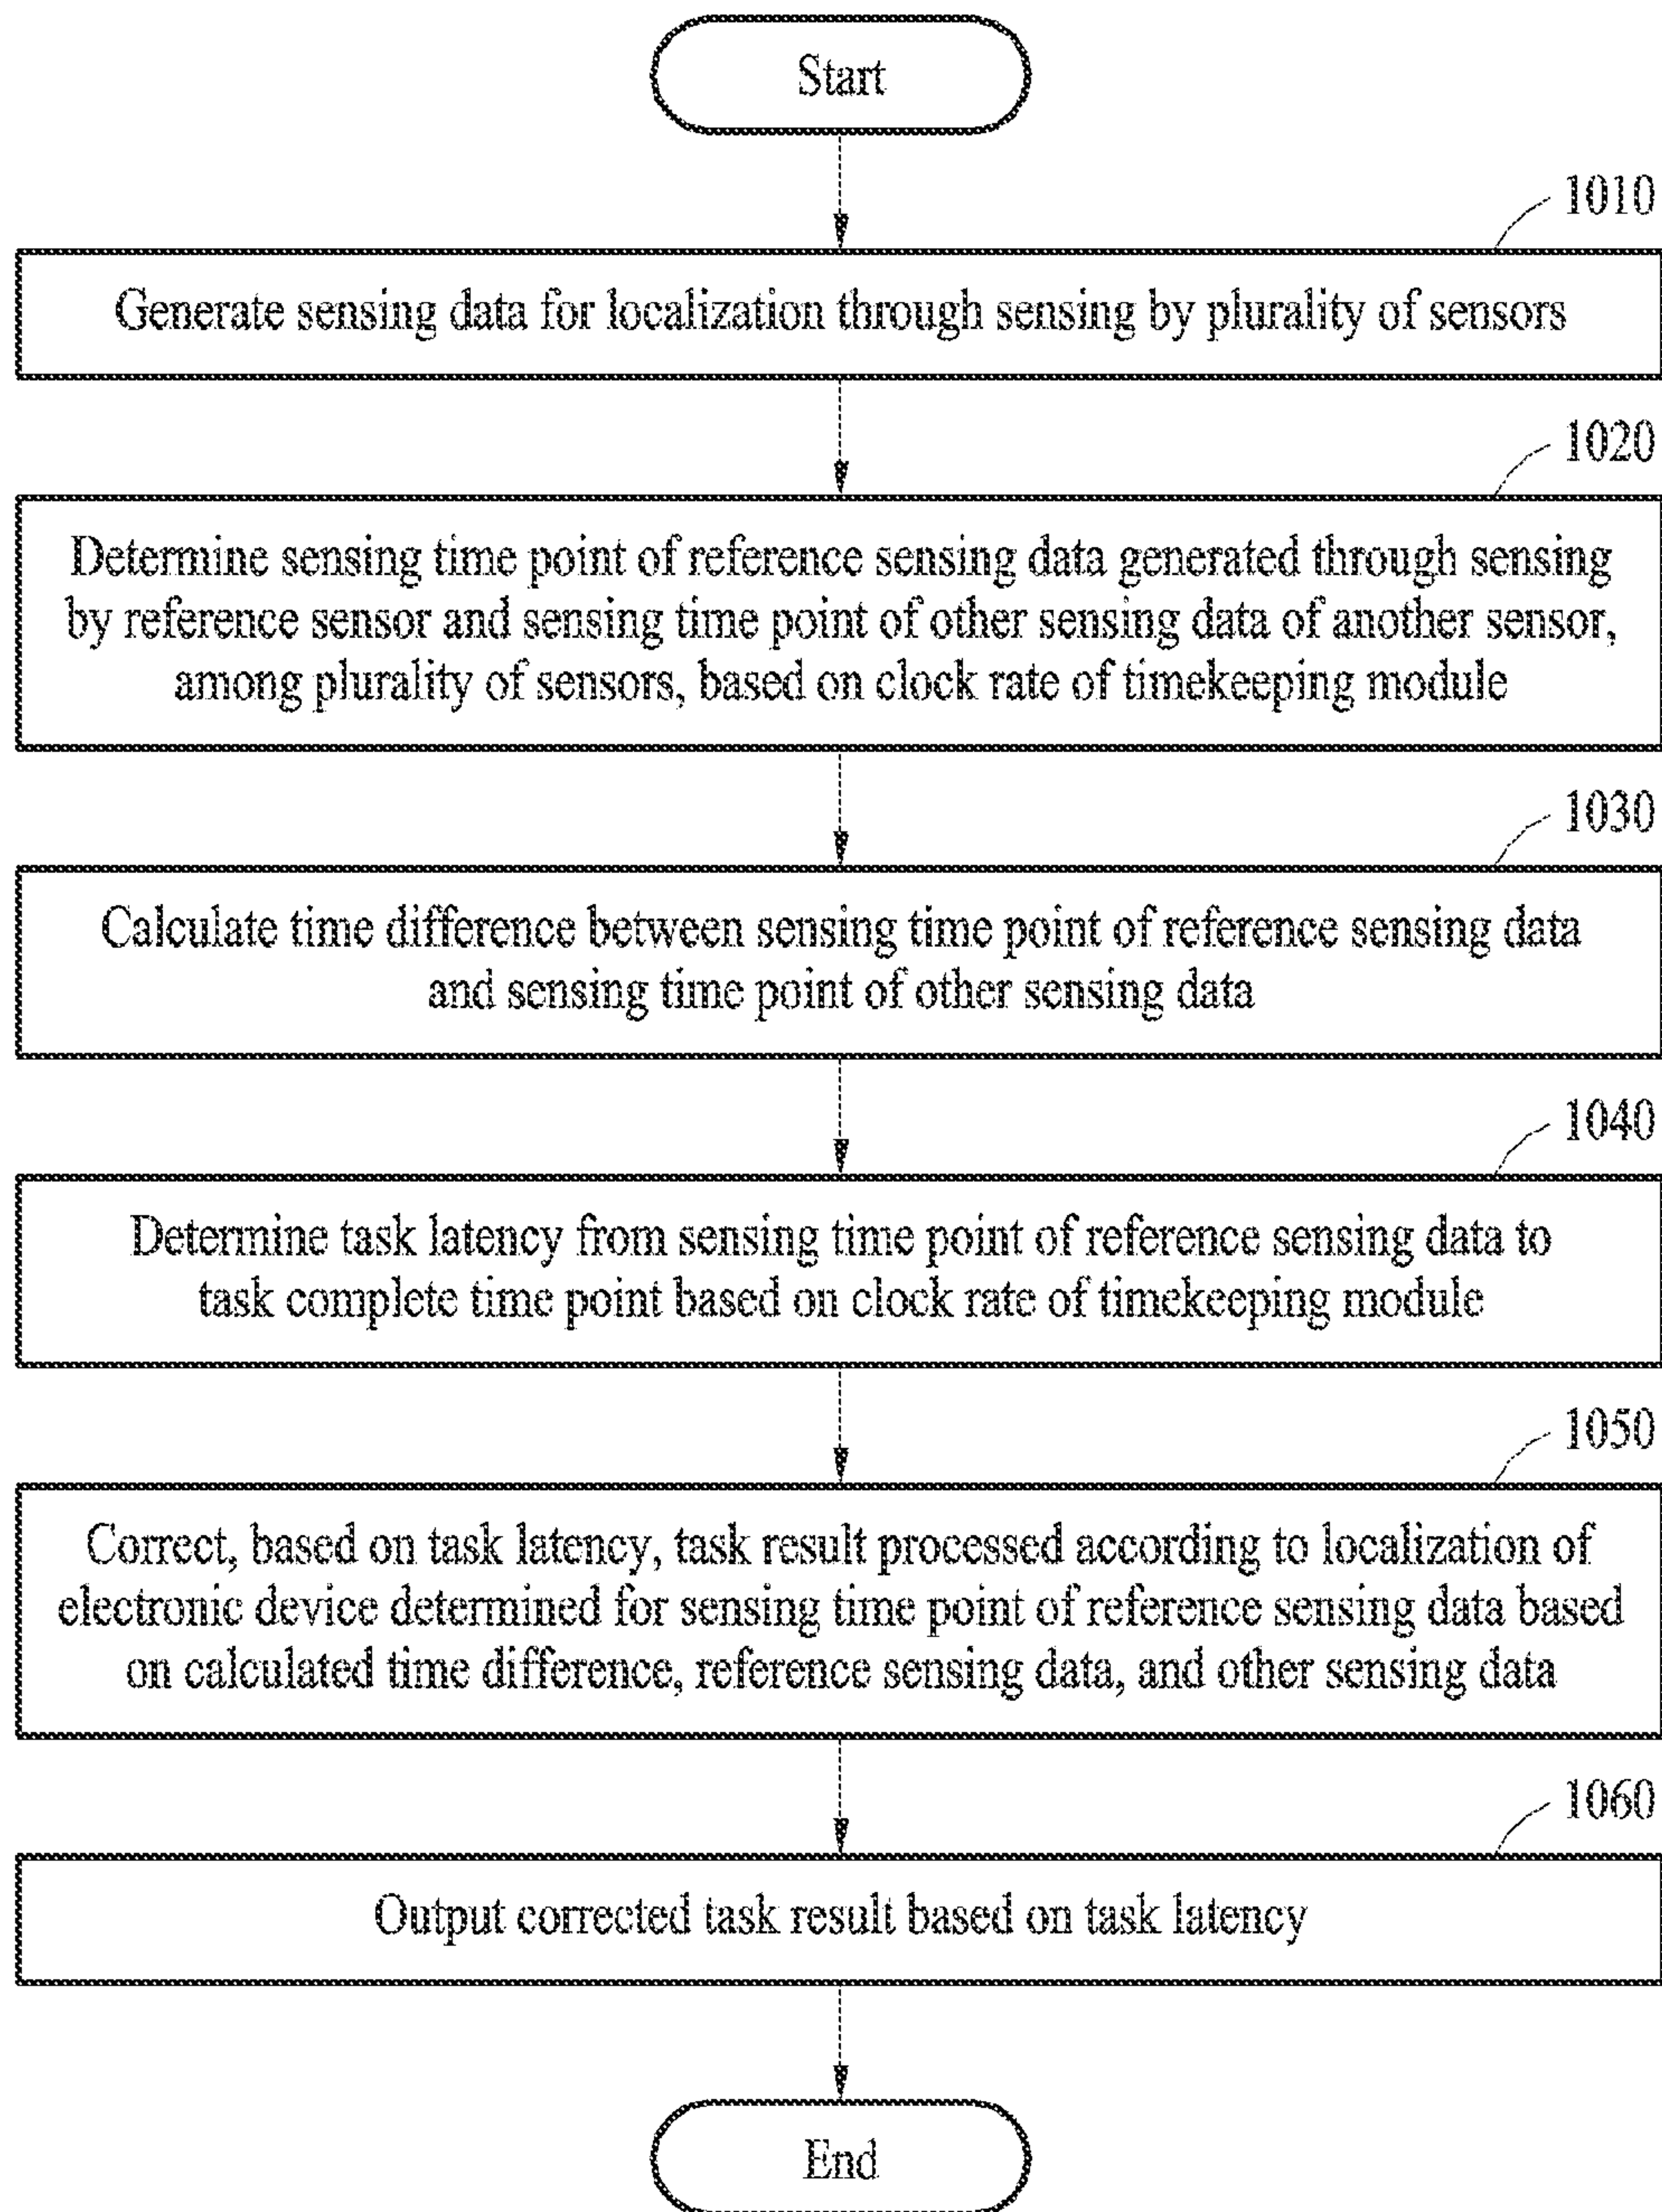 Start
1010
Generate sensing data for localization through sensing by plurality of sensors
1020
Determine sensing time point of reference sensing data generated through sensing
by reference sensor and sensing time point of other sensing data of another sensor,
among plurality of sensors, based on clock rate of timekeeping module
1030
Calculate time difference between sensing time point of reference sensing data
and sensing time point of other sensing data
1040
Determine task latency from sensing time point of reference sensing data to
task complete time point based on clock rate of timekeeping module
1050
Correct, based on task latency, task result processed according to localization of
electronic device determined for sensing time point of reference sensing data based
on calculated time difference, reference sensing data, and other sensing data
1060
Output corrected task result based on task latency
End